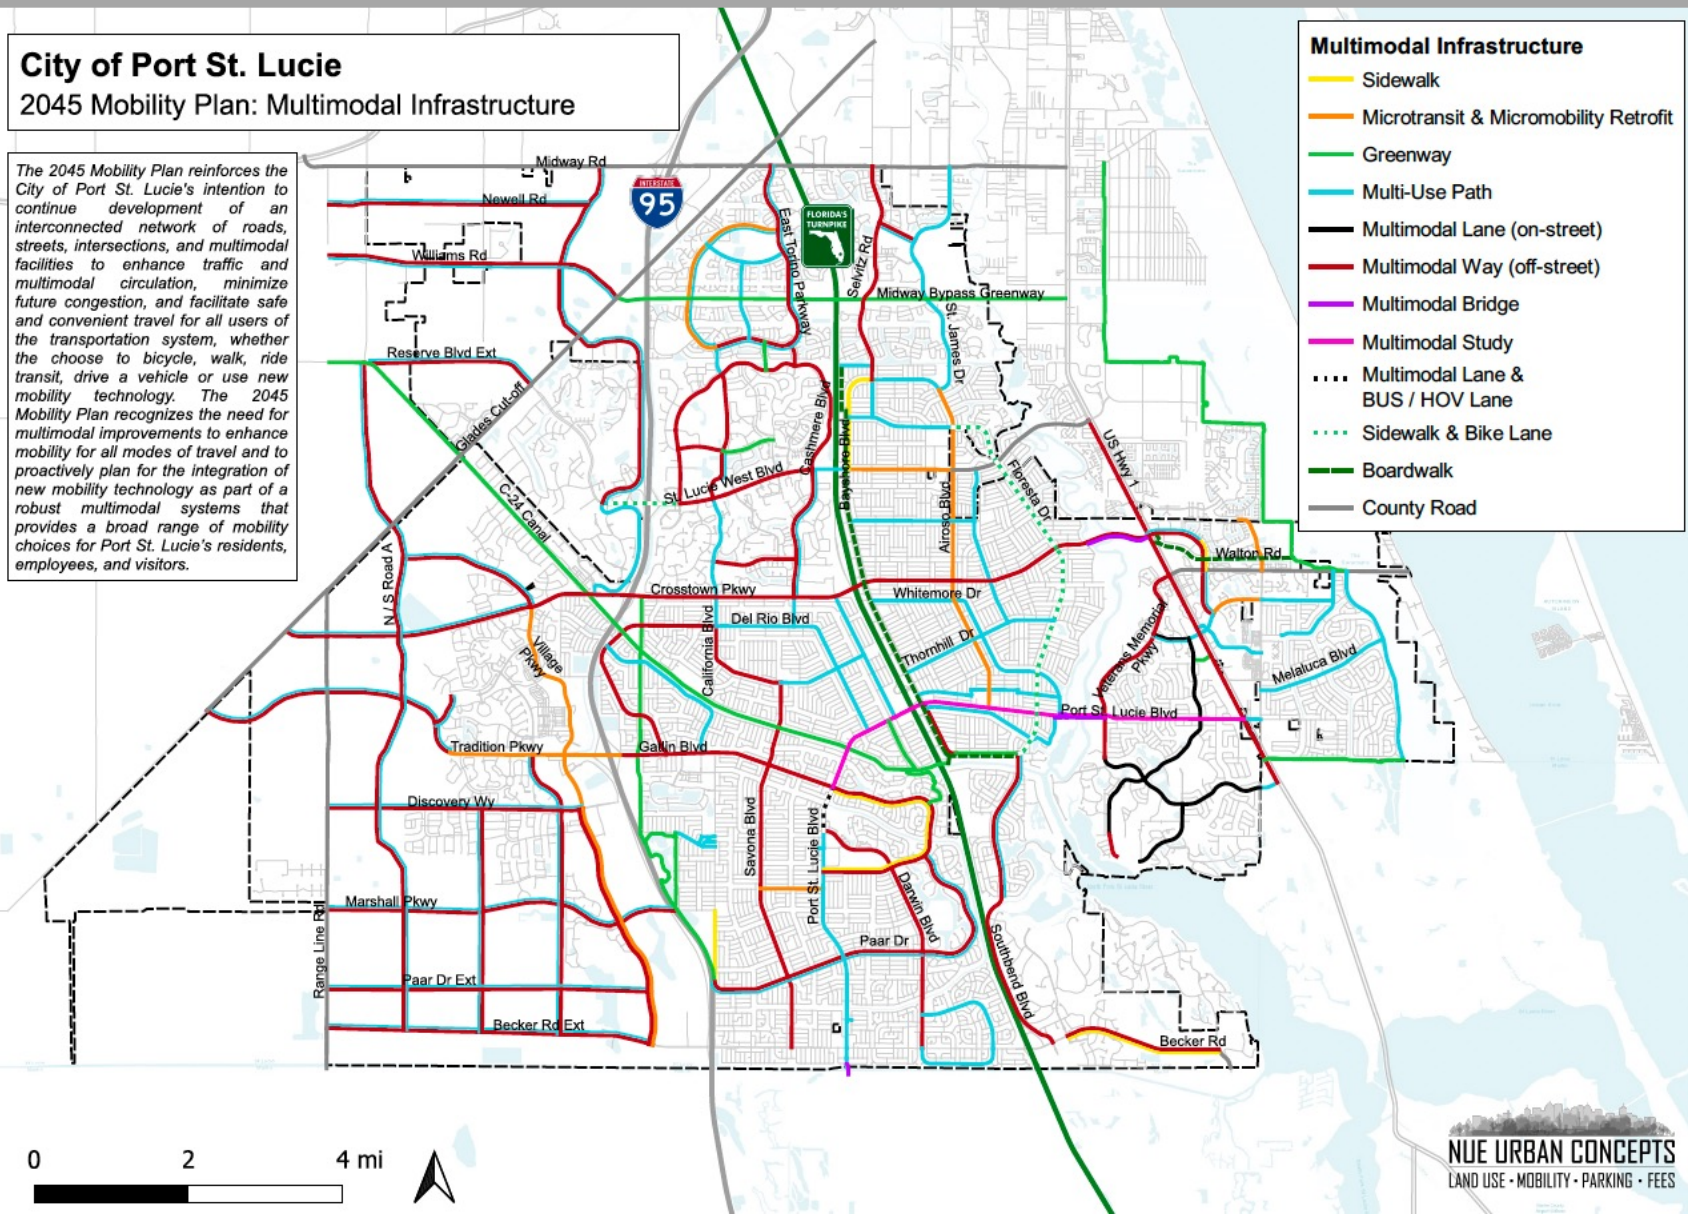 City of Port St. Lucie
2045 Mobility Plan: Multimodal Infrastructure
The 2045 Mobility Plan reinforces the
City of Port St. Lucie's intention to
continue development of an
interconnected network of roads,
streets, intersections, and multimodal
facilities to enhance traffic and
multimodal circulation, minimize
future congestion, and facilitate safe
and convenient travel for all users of
the transportation system, whether
the choose to bicycle, walk, ride
transit, drive a vehicle or use new
mobility technology. The 2045
Mobility Plan recognizes the need for
multimodal improvements to enhance
mobility for all modes of travel and to
proactively plan for the integration of
new mobility technology as part of a
robust multimodal systems that
provides a broad range of mobility
choices for Port St. Lucie's residents,
employees, and visitors.
Multimodal Infrastructure
Sidewalk
Microtransit & Micromobility Retrofit
Greenway
Multi-Use Path
Multimodal Lane (on-street)
Multimodal Way (off-street)
Multimodal Bridge
Multimodal Study
Multimodal Lane &
BUS / HOV Lane
Sidewalk & Bike Lane
Boardwalk
County Road
Midway Rd
Newell Rd
Williams Rd
INTERSTATE
95
FLORIDA'S
TURNPIKE
East Torino Parkway
Selvitz Rd
Midway Bypass Greenway
St. James Dr
Reserve Blvd Ext
Glades Cut-off
Cashmere Blvd
Bayshore Blvd
St. Lucie West Blvd
C-24 Canal
Airoso Blvd
Floresta Dr
US Hwy 1
Walton Rd
N / S Road A
Crosstown Pkwy
Whitemore Dr
Del Rio Blvd
California Blvd
Thornhill Dr
Village
Pkwy
Veterans Memorial
Pkwy
Melaluca Blvd
Port St. Lucie Blvd
Tradition Pkwy
Gatlin Blvd
Discovery Wy
Savona Blvd
Port St. Lucie Blvd
Darwin Blvd
Marshall Pkwy
Range Line Rd
Paar Dr
Paar Dr Ext
Southbend Blvd
Becker Rd Ext
Becker Rd
0 2 4 mi
NUE URBAN CONCEPTS
LAND USE • MOBILITY • PARKING • FEES